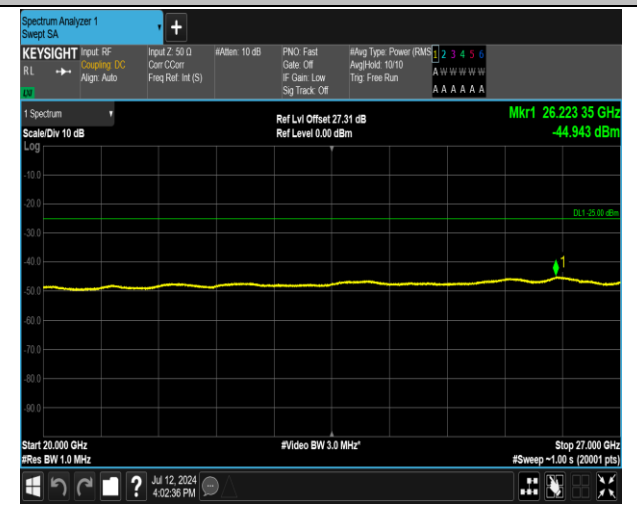 Spectrum Analyzer 1
Swept SA
+
KEYSIGHT Input: RF Input Z: 50 Ω #Atten: 10 dB PNO: Fast #Avg Type: Power (RMS 1 2 3 4 5 6
RL Coupling: DC Corr CCorr Gate: Off Avg|Hold: 10/10 A W W W W W
Align: Auto Freq Ref: Int (S) IF Gain: Low Trig: Free Run
Sig Track: Off A A A A A A
LXI
1 Spectrum Ref Lvl Offset 27.31 dB Mkr1 26.223 35 GHz
Scale/Div 10 dB Ref Level 0.00 dBm -44.943 dBm
Log
-10.0
-20.0
DL1 -25.00 dBm
-30.0
-40.0
1
-50.0
-60.0
-70.0
-80.0
-90.0
Start 20.000 GHz #Video BW 3.0 MHz* Stop 27.000 GHz
#Res BW 1.0 MHz #Sweep ~1.00 s (20001 pts)
? Jul 12, 2024
4:02:36 PM